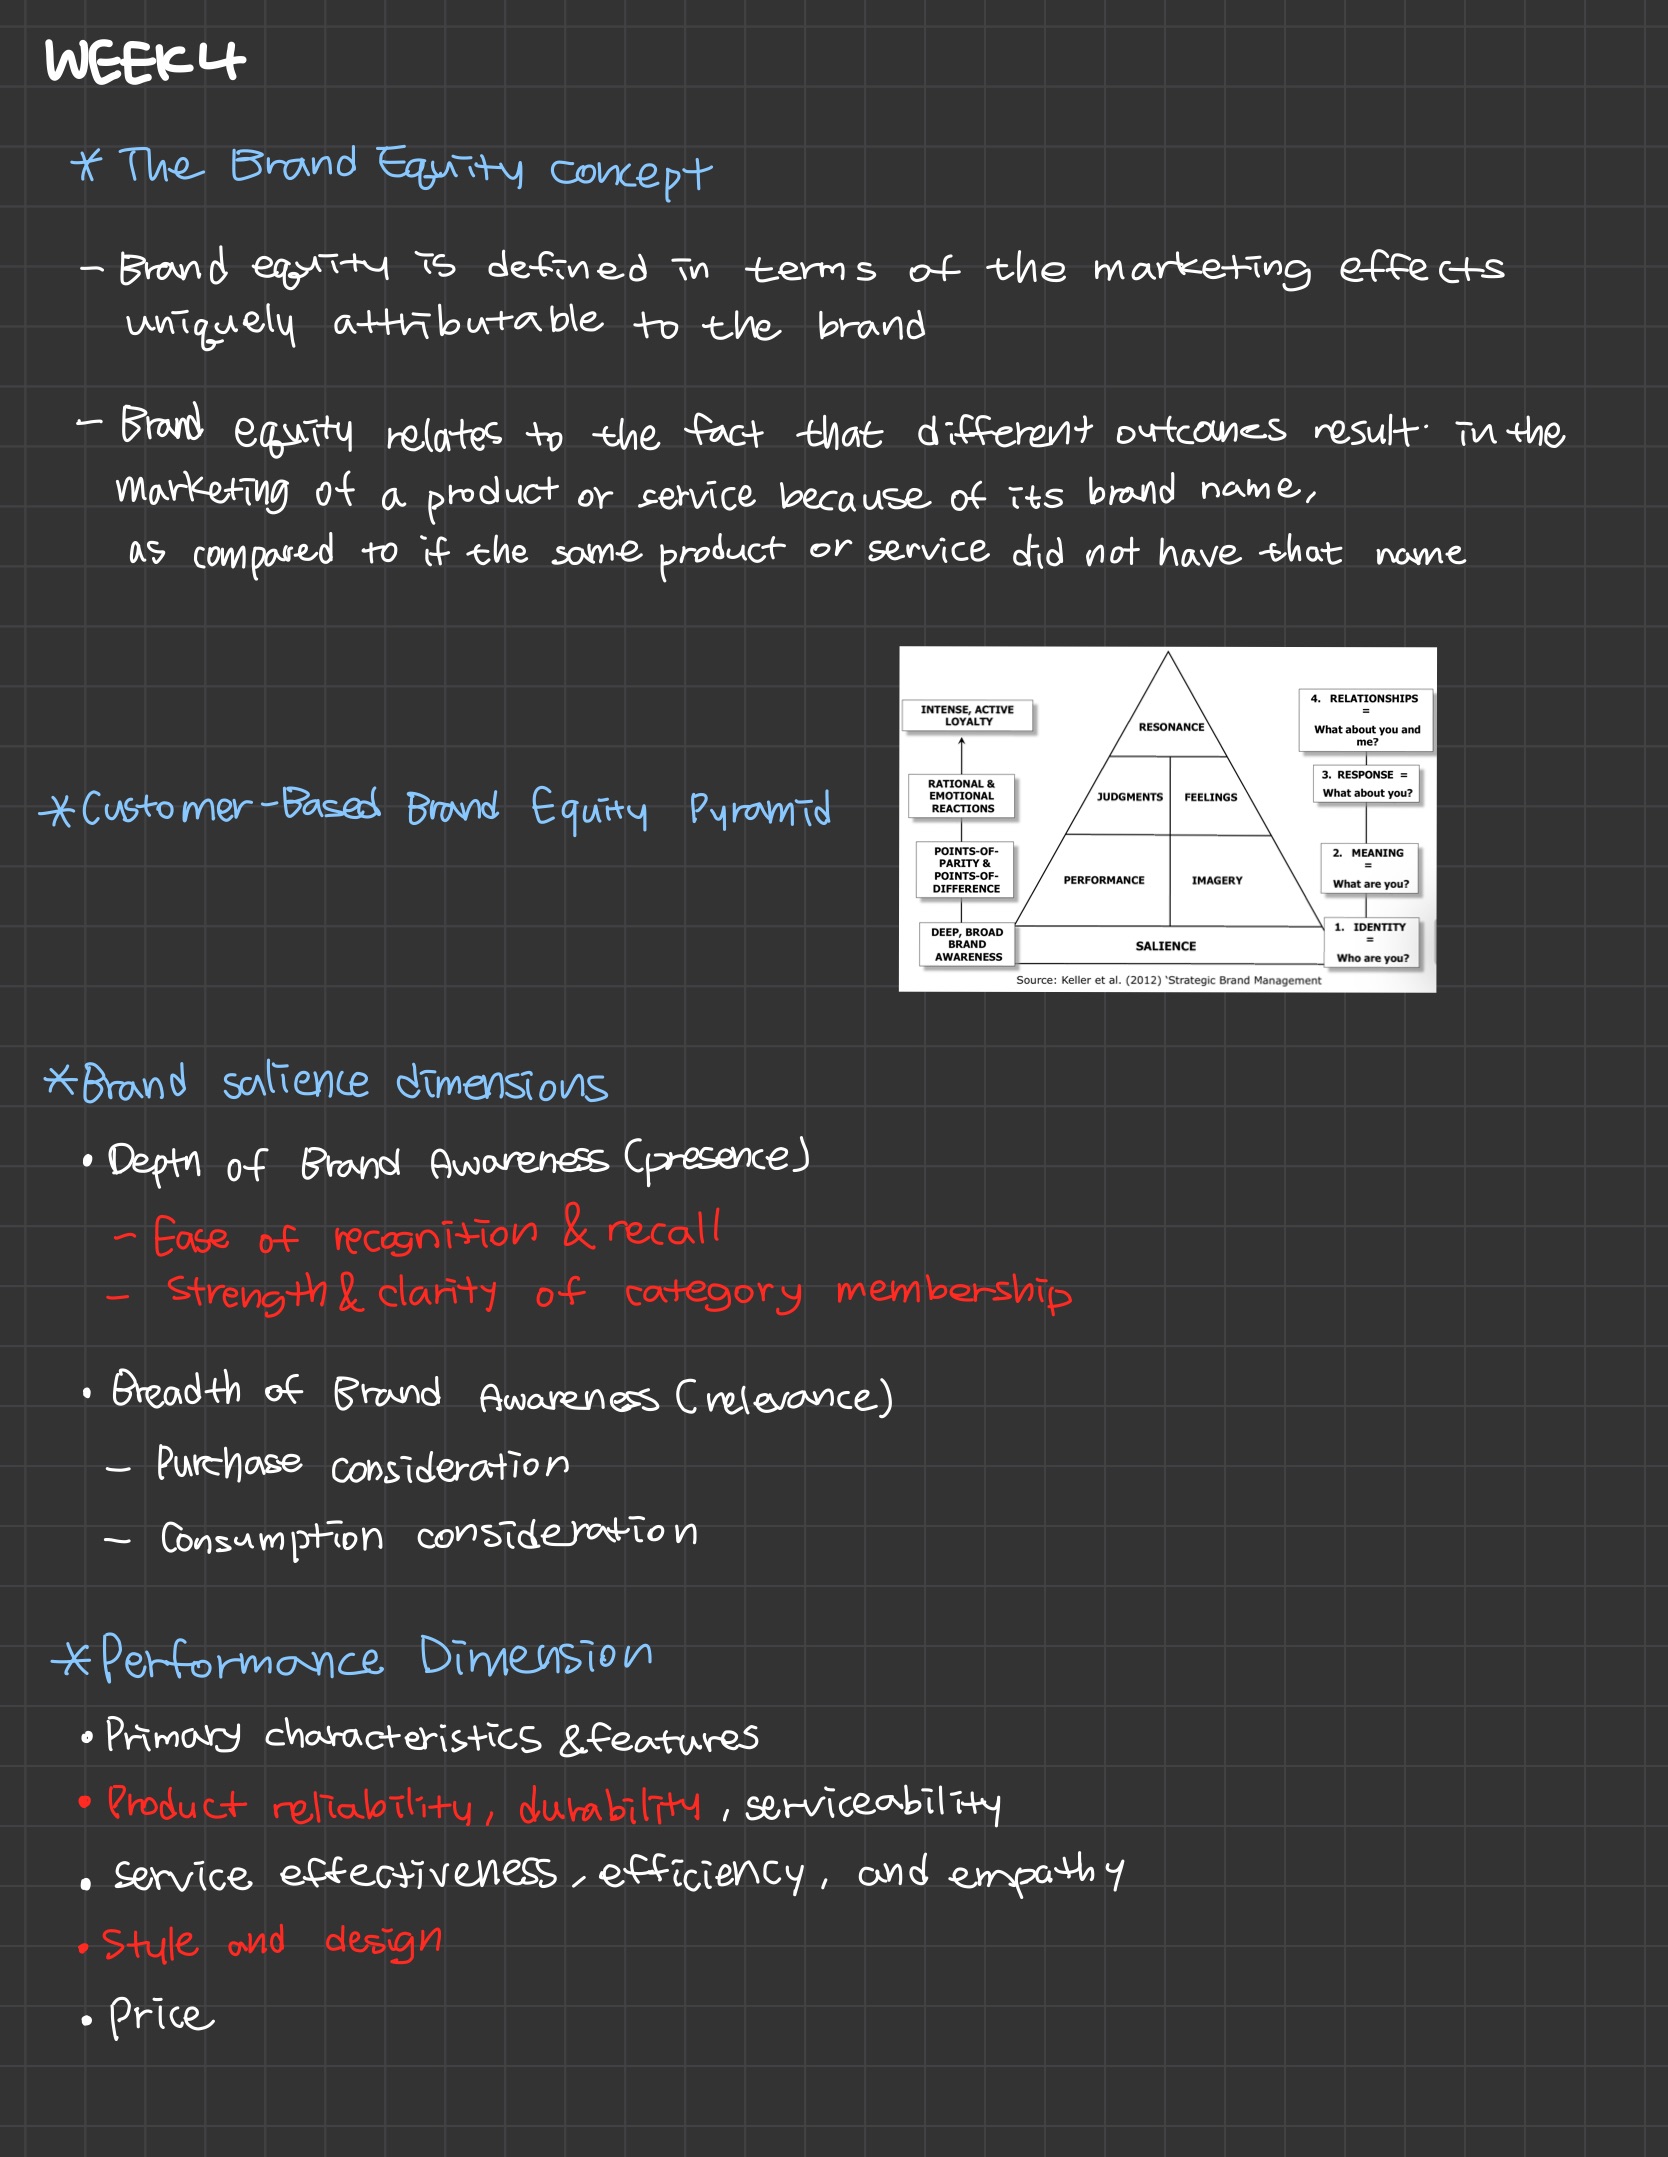 WEEK4
* The Brand Equity concept
- Brand equity is defined in terms of the marketing effects
uniquely attributable to the brand
- Brand equity relates to the fact that different outcomes result in the
marketing of a product or service because of its brand name,
as compared to if the same product or service did not have that name
*Customer-Based Brand Equity Pyramid
INTENSE, ACTIVE
LOYALTY
RATIONAL &
EMOTIONAL
REACTIONS
POINTS-OF-
PARITY &
POINTS-OF-
DIFFERENCE
DEEP, BROAD
BRAND
AWARENESS
RESONANCE
JUDGMENTS FEELINGS
PERFORMANCE IMAGERY
SALIENCE
4. RELATIONSHIPS
=
What about you and
me?
3. RESPONSE =
What about you?
2. MEANING
=
What are you?
1. IDENTITY
=
Who are you?
Source: Keller et al. (2012) 'Strategic Brand Management
*Brand salience dimensions
• Depth of Brand Awareness (presence)
- Ease of recognition & recall
- Strength & clarity of category membership
• Breadth of Brand Awareness (relevance)
- Purchase consideration
- Consumption consideration
*Performance Dimension
• Primary characteristics & features
• Product reliability, durability, serviceability
• Service effectiveness, efficiency, and empathy
• Style and design
• Price